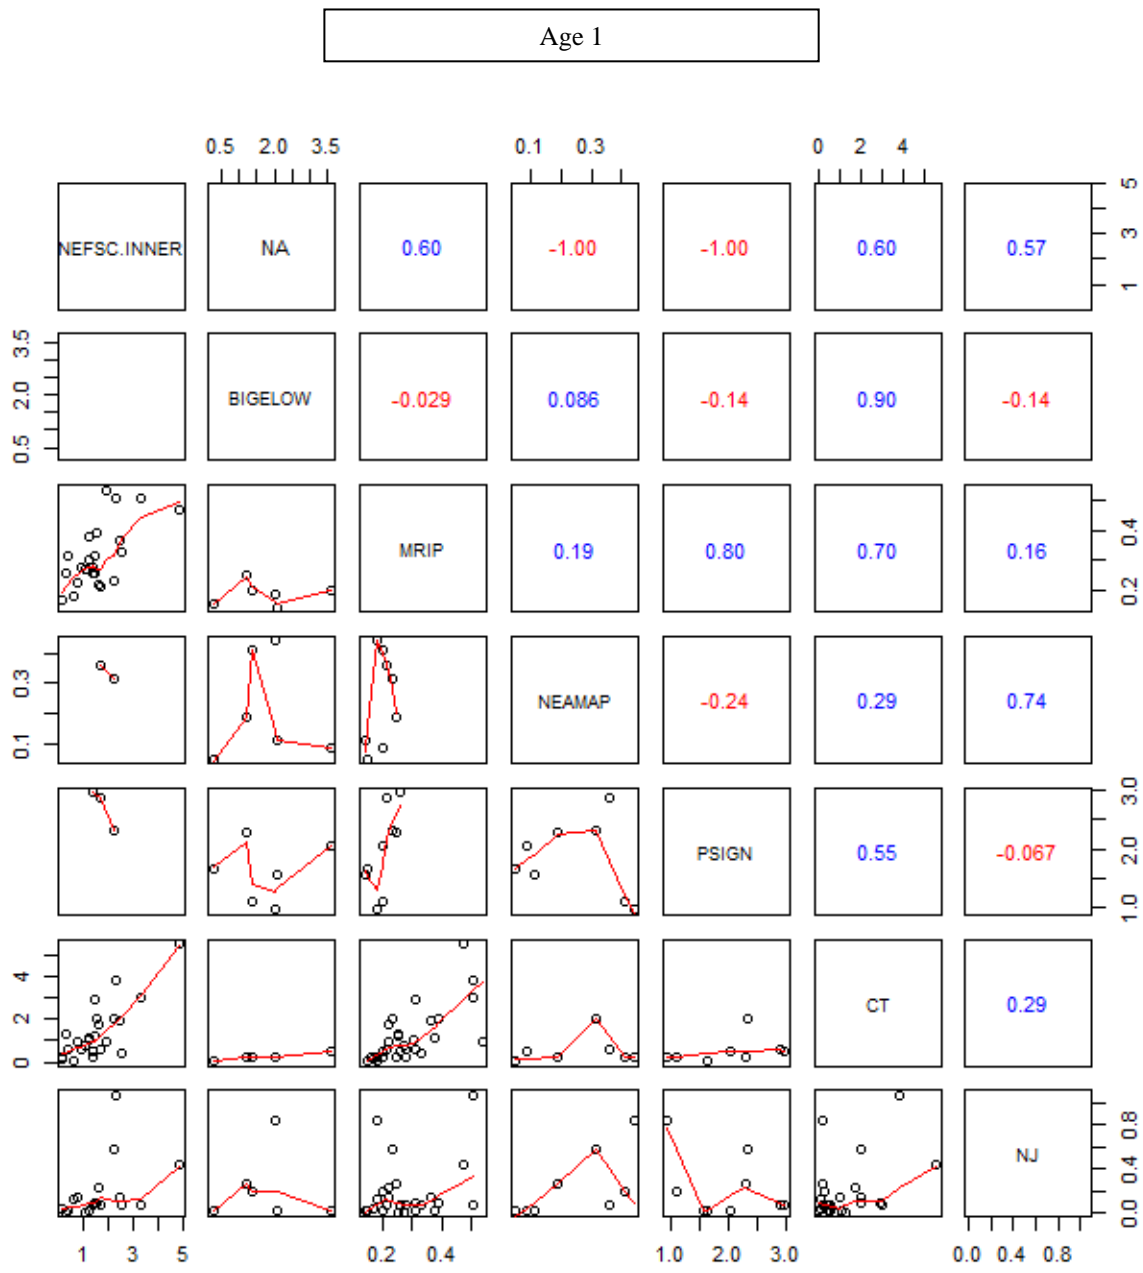 Age 1
0.5 2.0 3.5 0.1 0.3 0 2 4
NEFSC.INNER NA 0.60 -1.00 -1.00 0.60 0.57 1 3 5
0.5 2.0 3.5 BIGELOW -0.029 0.086 -0.14 0.90 -0.14
MRIP 0.19 0.80 0.70 0.16 0.2 0.4
0.1 0.3 NEAMAP -0.24 0.29 0.74
PSIGN 0.55 -0.067 1.0 2.0 3.0
0 2 4 CT 0.29
NJ 0.0 0.4 0.8
1 3 5 0.2 0.4 1.0 2.0 3.0 0.0 0.4 0.8